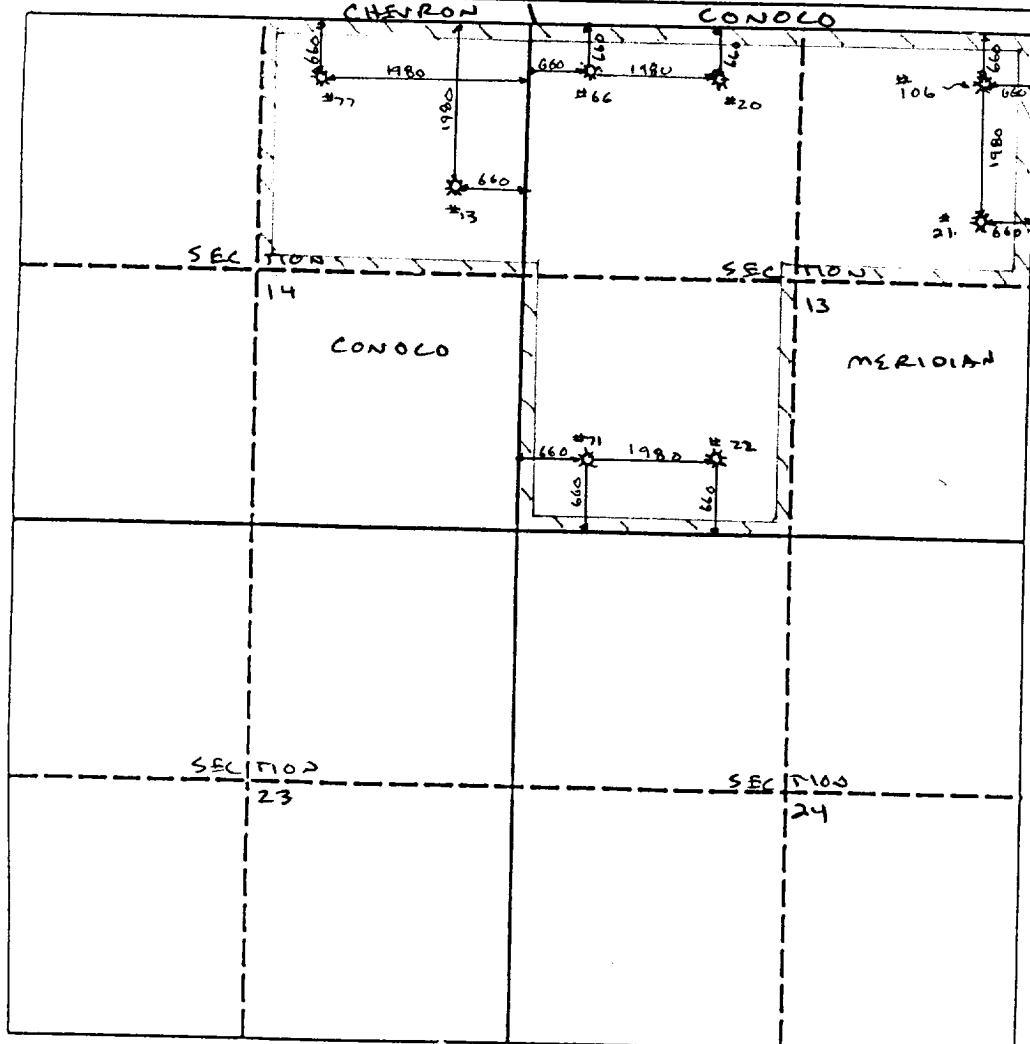 CHEVRON CONOCO
660 660 660 660
1980 660 1980 #106 660
#77 #66 #20
1980 1980
660
#13 #21 660
SECTION 14 SECTION 13
CONOCO MERIDIAN
#71 #22
660 1980
660 660
SECTION 23 SECTION 24